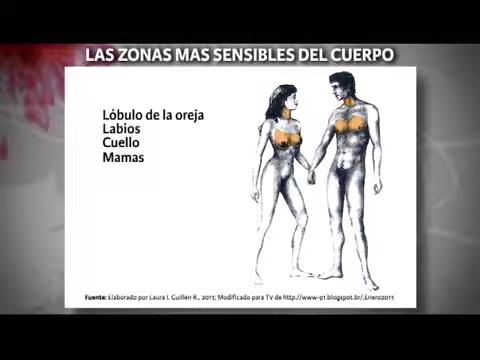 LAS ZONAS MAS SENSIBLES DEL CUERPO
Lóbulo de la oreja
Labios
Cuello
Mamas
Fuente: Elaborado por Laura I. Guillen R., 2013; Modificado para TV de http://www-p1.blogspot.br/,Enero2011